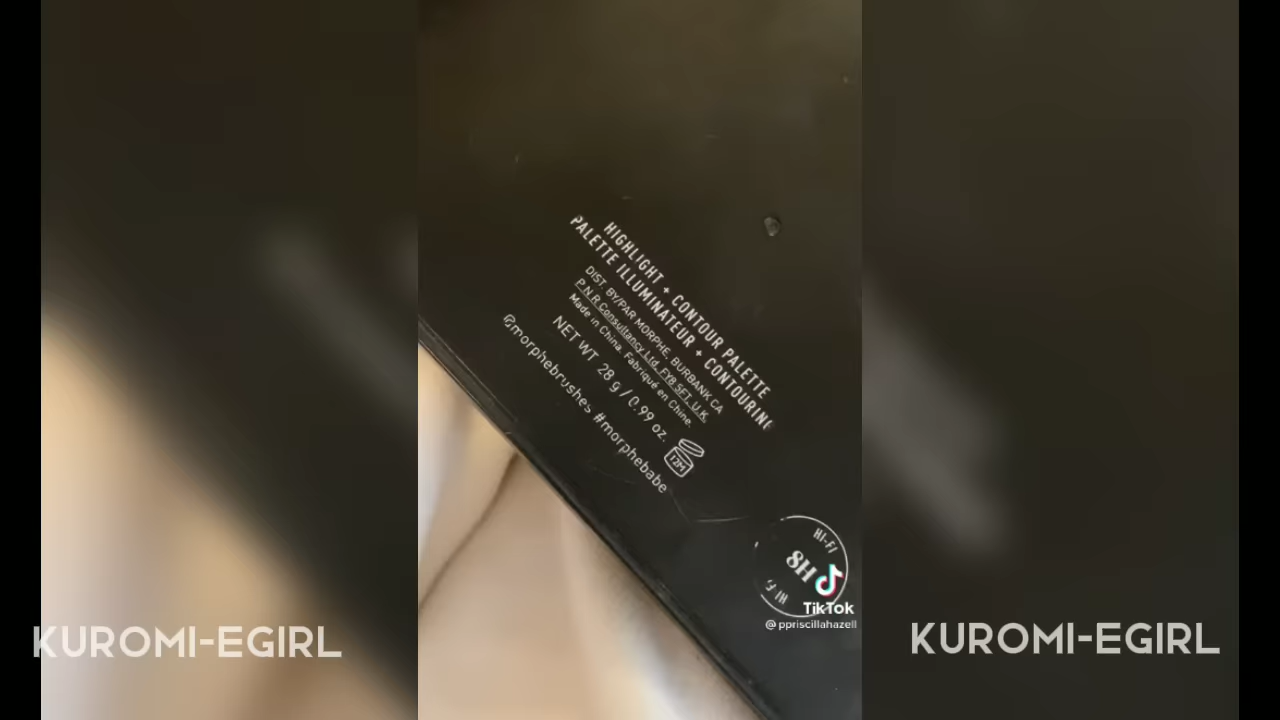 HIGHLIGHT + CONTOUR PALETTE
PALETTE ILLUMINATEUR + CONTOURING
DIST. BY/PAR MORPHE, BURBANK CA
P.N.R Consultancy Ltd, FY8 5FT, U.K.
Made in China. Fabriqué en Chine.
NET WT. 28 g / 0.99 oz.
12M
@morphebrushes #morphebabe
HI-FI
8H
HI FI
TikTok
@ppriscillahazell
KUROMI-EGIRL
KUROMI-EGIRL